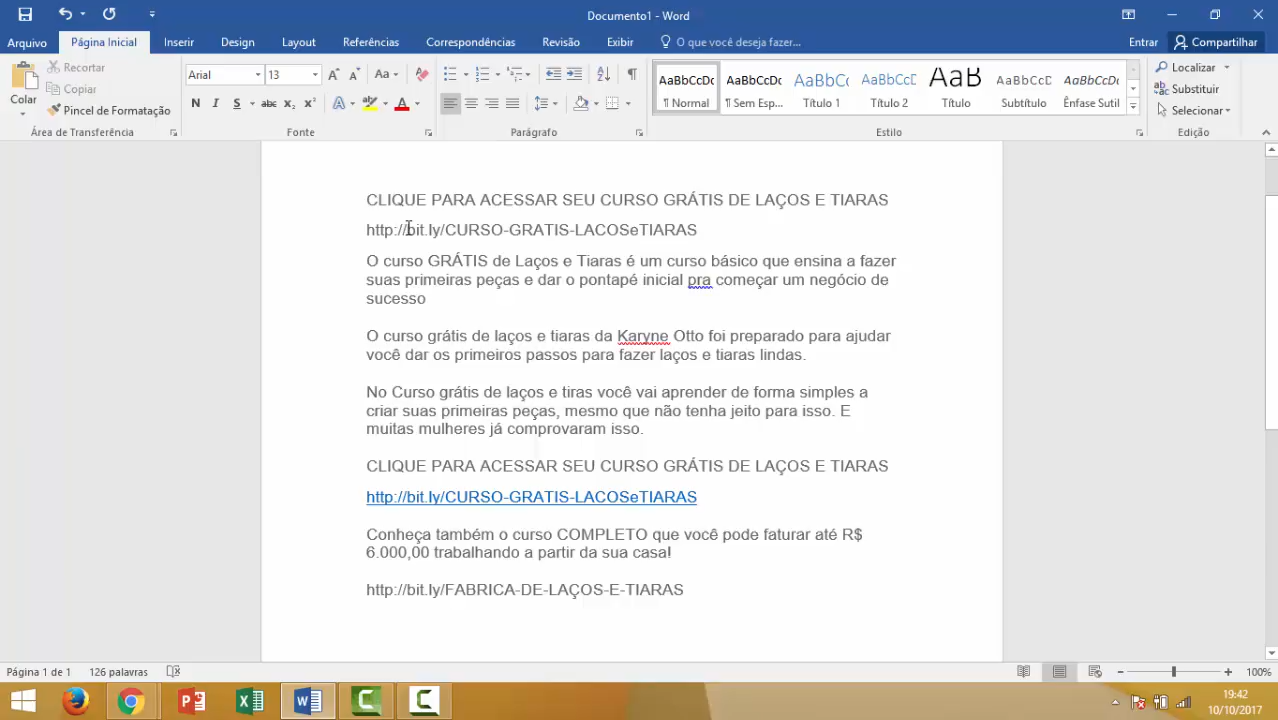 Documento1 - Word
Arquivo Página Inicial Inserir Design Layout Referências Correspondências Revisão Exibir O que você deseja fazer... Entrar Compartilhar
Colar
Recortar
Copiar
Pincel de Formatação
Área de Transferência
Arial 13
Aa
N I S abc x₂ x²
A A
Fonte
Parágrafo
AaBbCcDc AaBbCcDc AaBbCc AaBbCcD AaB AaBbCcD AaBbCcDt
¶ Normal ¶ Sem Esp... Título 1 Título 2 Título Subtítulo Ênfase Sutil
Estilo
Localizar
Substituir
Selecionar
Edição
CLIQUE PARA ACESSAR SEU CURSO GRÁTIS DE LAÇOS E TIARAS
http://bit.ly/CURSO-GRATIS-LACOSeTIARAS
O curso GRÁTIS de Laços e Tiaras é um curso básico que ensina a fazer
suas primeiras peças e dar o pontapé inicial pra começar um negócio de
sucesso
O curso grátis de laços e tiaras da Karyne Otto foi preparado para ajudar
você dar os primeiros passos para fazer laços e tiaras lindas.
No Curso grátis de laços e tiras você vai aprender de forma simples a
criar suas primeiras peças, mesmo que não tenha jeito para isso. E
muitas mulheres já comprovaram isso.
CLIQUE PARA ACESSAR SEU CURSO GRÁTIS DE LAÇOS E TIARAS
http://bit.ly/CURSO-GRATIS-LACOSeTIARAS
Conheça também o curso COMPLETO que você pode faturar até R$
6.000,00 trabalhando a partir da sua casa!
http://bit.ly/FABRICA-DE-LAÇOS-E-TIARAS
Página 1 de 1 126 palavras 100%
19:42
10/10/2017